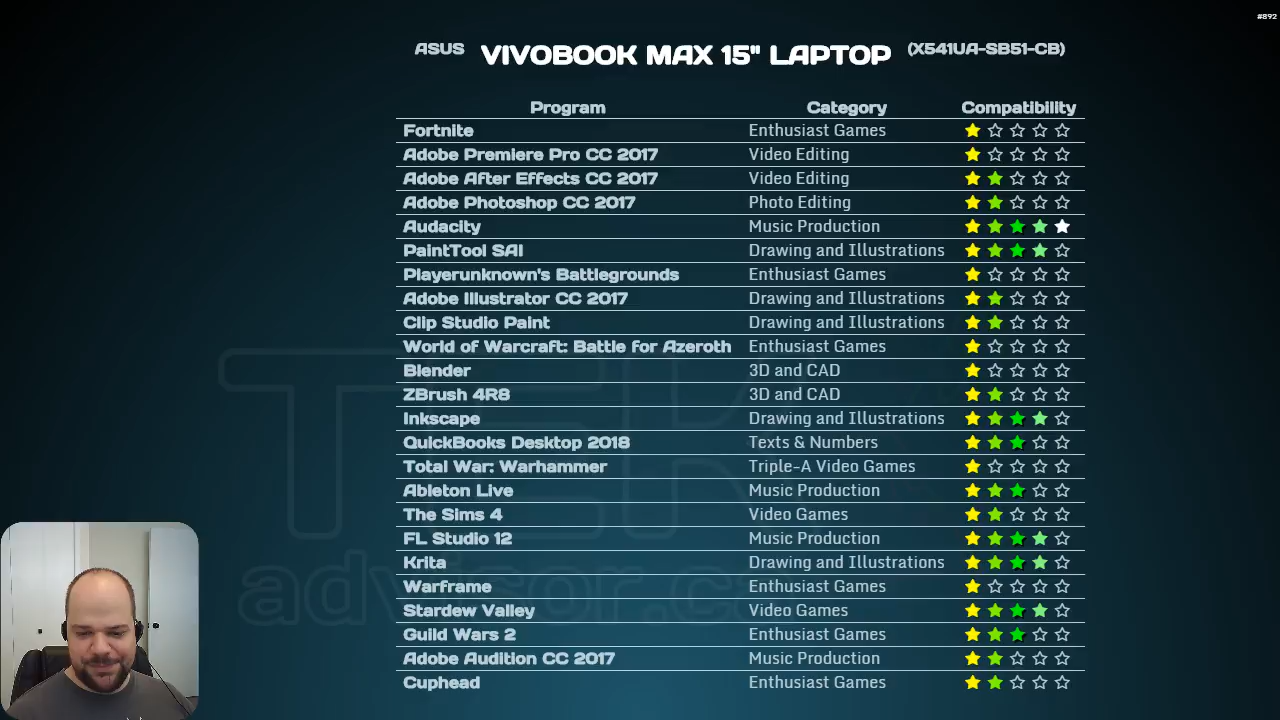 #892
ASUS VIVOBOOK MAX 15" LAPTOP (X541UA-SB51-CB)
Program Category Compatibility
Fortnite Enthusiast Games
Adobe Premiere Pro CC 2017 Video Editing
Adobe After Effects CC 2017 Video Editing
Adobe Photoshop CC 2017 Photo Editing
Audacity Music Production
PaintTool SAI Drawing and Illustrations
Playerunknown's Battlegrounds Enthusiast Games
Adobe Illustrator CC 2017 Drawing and Illustrations
Clip Studio Paint Drawing and Illustrations
World of Warcraft: Battle for Azeroth Enthusiast Games
Blender 3D and CAD
ZBrush 4R8 3D and CAD
Inkscape Drawing and Illustrations
QuickBooks Desktop 2018 Texts & Numbers
Total War: Warhammer Triple-A Video Games
Ableton Live Music Production
The Sims 4 Video Games
FL Studio 12 Music Production
Krita Drawing and Illustrations
Warframe Enthusiast Games
Stardew Valley Video Games
Guild Wars 2 Enthusiast Games
Adobe Audition CC 2017 Music Production
Cuphead Enthusiast Games
TEK
advisor.ca